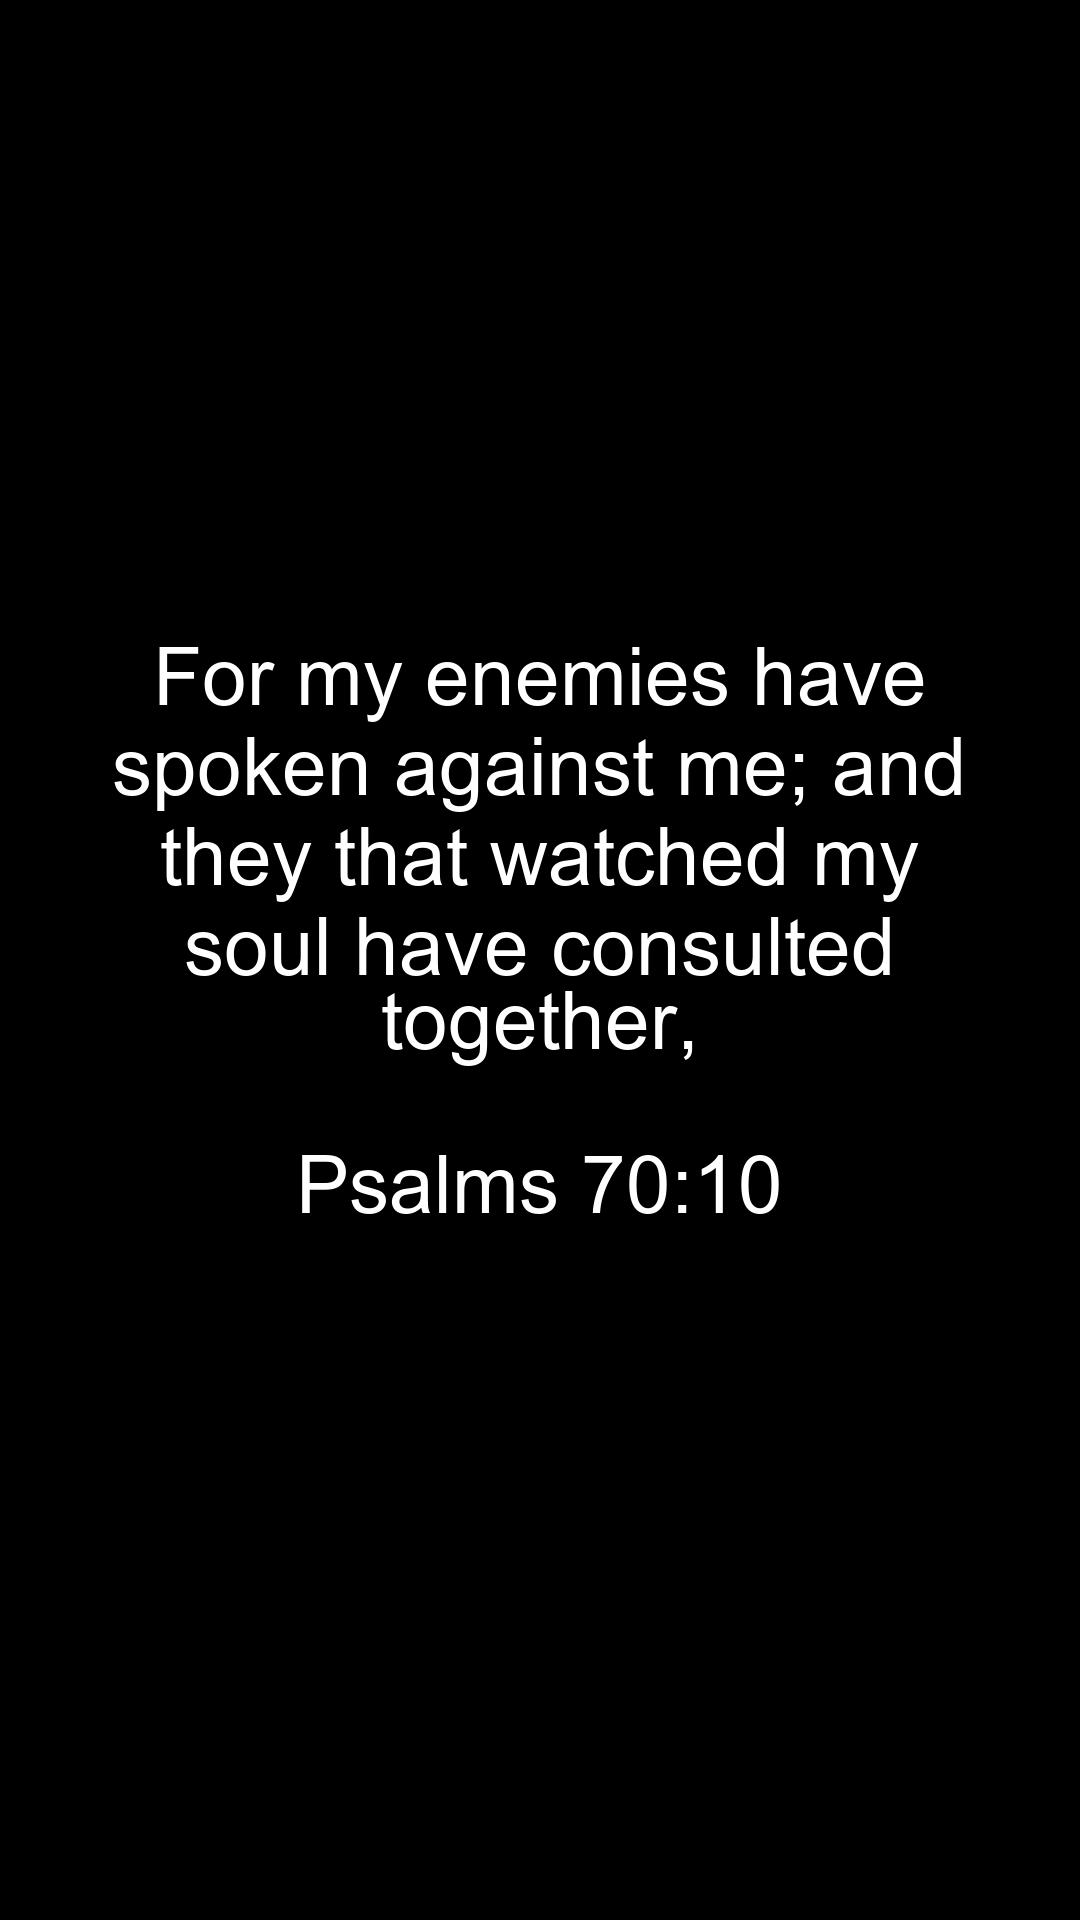 For my enemies have
spoken against me; and
they that watched my
soul have consulted
together,
Psalms 70:10